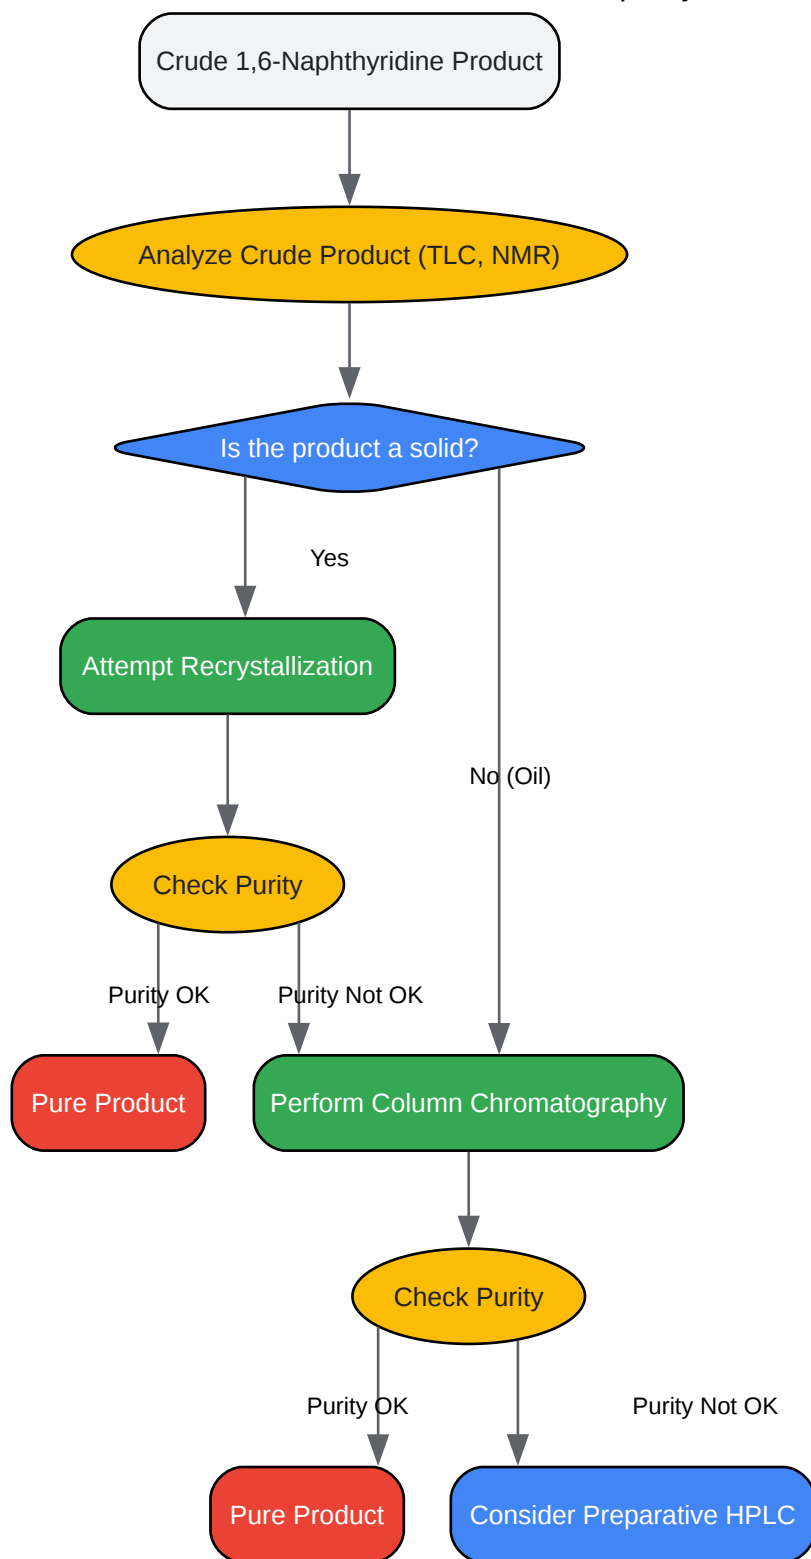 Crude 1,6-Naphthyridine Product
Analyze Crude Product (TLC, NMR)
Is the product a solid?
Yes
Attempt Recrystallization
No (Oil)
Check Purity
Purity OK
Purity Not OK
Pure Product
Perform Column Chromatography
Check Purity
Purity OK
Purity Not OK
Pure Product
Consider Preparative HPLC